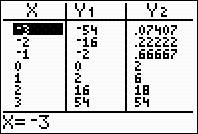 X Y₁ Y₂
-3 -54 .07407
-2 -16 .22222
-1 -2 .66667
0 0 2
1 2 6
2 16 18
3 54 54
X=-3